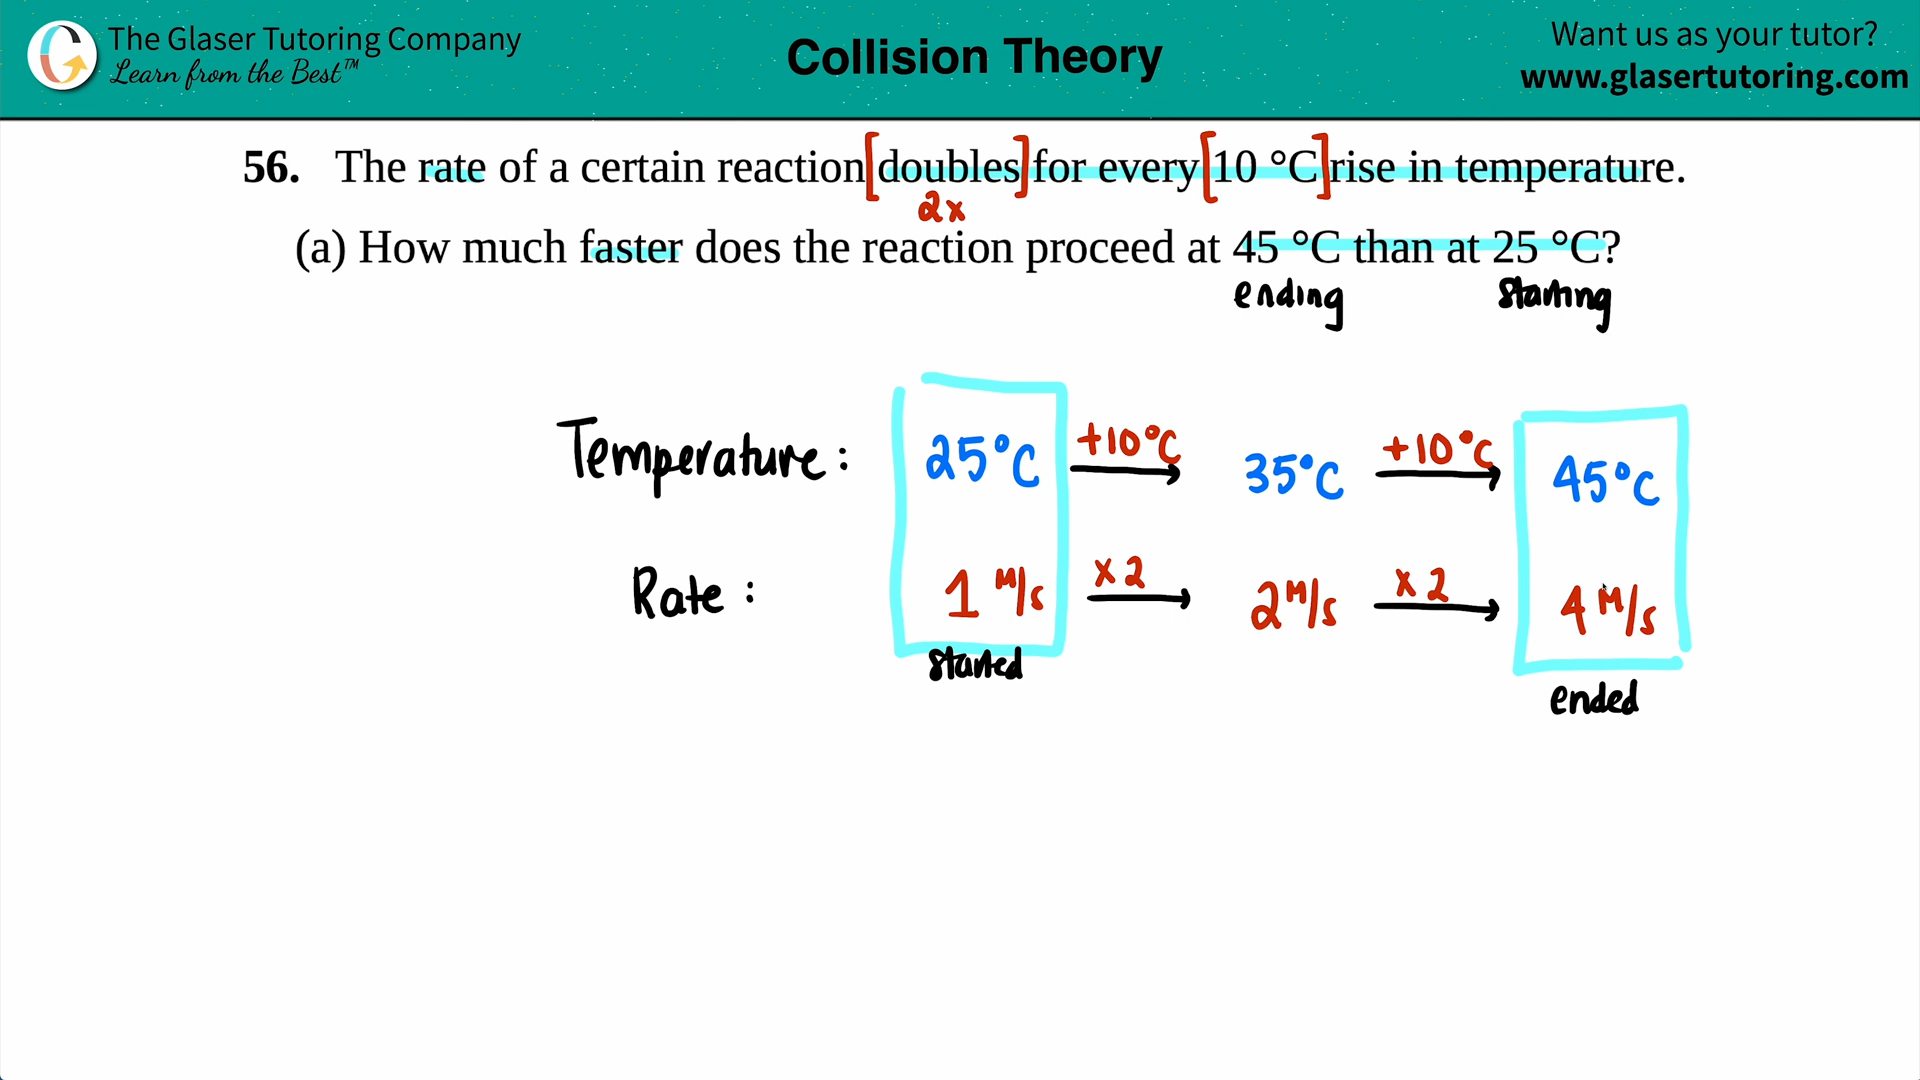 The Glaser Tutoring Company
Learn from the Best™
Collision Theory
Want us as your tutor?
www.glasertutoring.com
56. The rate of a certain reaction [doubles] for every [10 °C] rise in temperature.
2x
(a) How much faster does the reaction proceed at 45 °C than at 25 °C?
ending starting
Temperature: 25°C +10°C 35°C +10°C 45°C
Rate: 1 M/s x 2 2 M/s x 2 4 M/s
started
ended